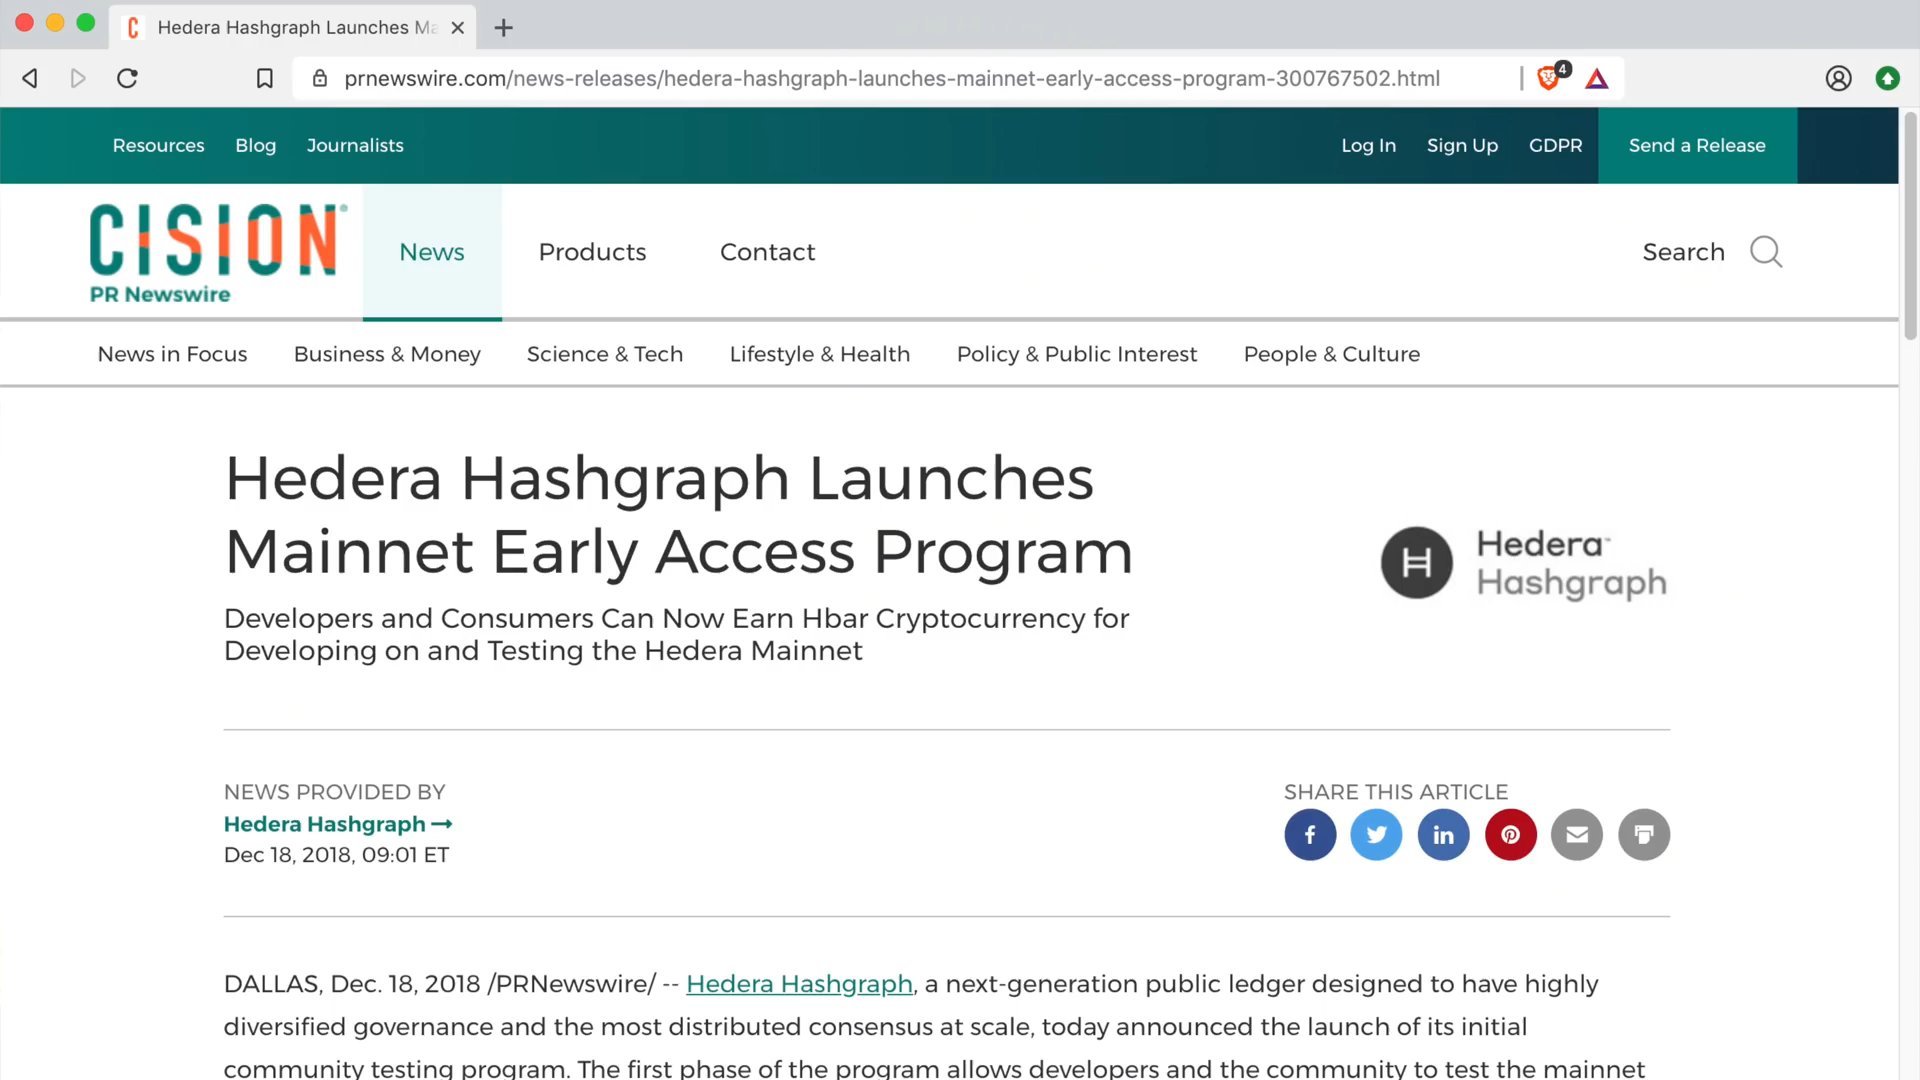 Hedera Hashgraph Launches Ma
prnewswire.com/news-releases/hedera-hashgraph-launches-mainnet-early-access-program-300767502.html
4
Resources Blog Journalists Log In Sign Up GDPR Send a Release
CISION
PR Newswire
News Products Contact Search
News in Focus Business & Money Science & Tech Lifestyle & Health Policy & Public Interest People & Culture
Hedera Hashgraph Launches
Mainnet Early Access Program
Developers and Consumers Can Now Earn Hbar Cryptocurrency for
Developing on and Testing the Hedera Mainnet
H
Hedera™
Hashgraph
NEWS PROVIDED BY
Hedera Hashgraph →
Dec 18, 2018, 09:01 ET
SHARE THIS ARTICLE
DALLAS, Dec. 18, 2018 /PRNewswire/ -- Hedera Hashgraph, a next-generation public ledger designed to have highly
diversified governance and the most distributed consensus at scale, today announced the launch of its initial
community testing program. The first phase of the program allows developers and the community to test the mainnet